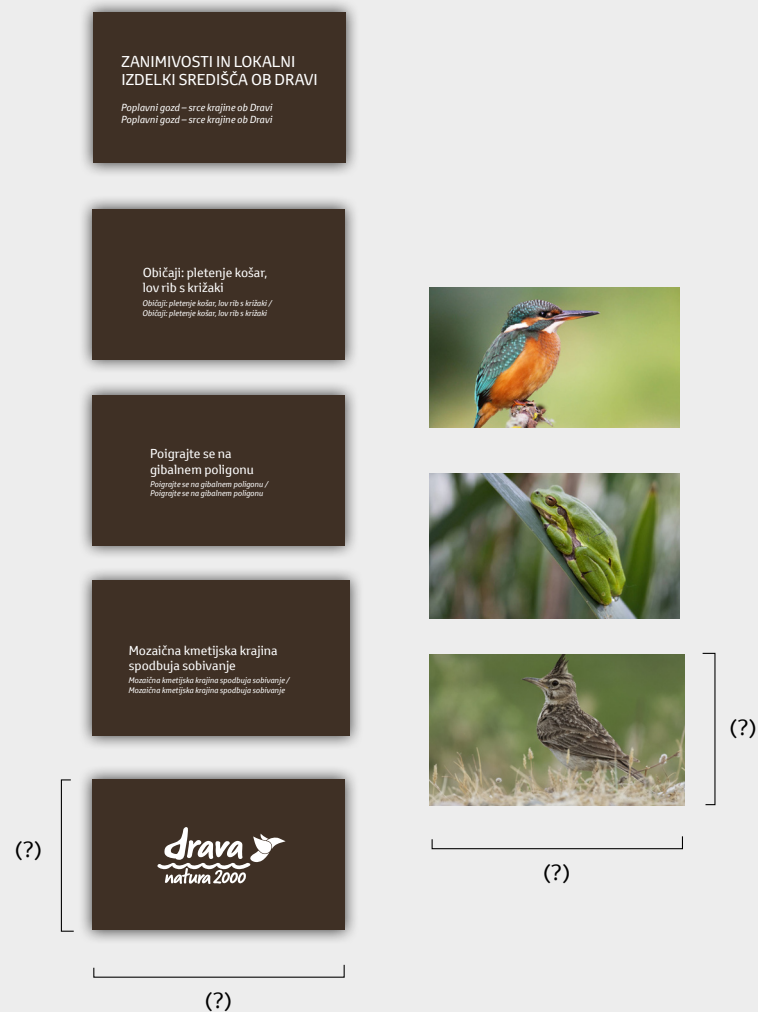 ZANIMIVOSTI IN LOKALNI
IZDELKI SREDIŠČA OB DRAVI
Poplavni gozd – srce krajine ob Dravi
Poplavni gozd – srce krajine ob Dravi
Običaji: pletenje košar,
lov rib s križaki
Običaji: pletenje košar, lov rib s križaki /
Običaji: pletenje košar, lov rib s križaki
Poigrajte se na
gibalnem poligonu
Poigrajte se na gibalnem poligonu /
Poigrajte se na gibalnem poligonu
Mozaična kmetijska krajina
spodbuja sobivanje
Mozaična kmetijska krajina spodbuja sobivanje /
Mozaična kmetijska krajina spodbuja sobivanje
drava
natura 2000
(?)
(?)
(?)
(?)